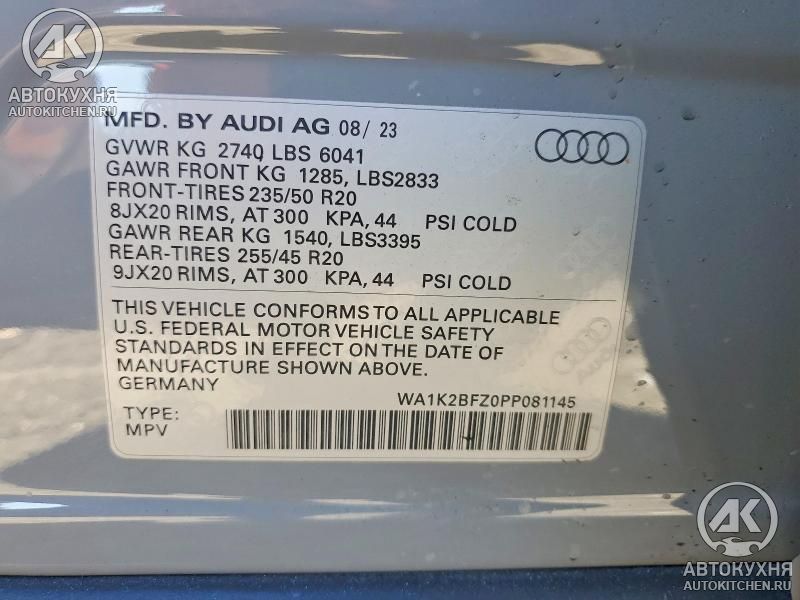 АВТОКУХНЯ
AUTOKITCHEN.RU
MFD. BY AUDI AG 08/ 23
GVWR KG 2740 LBS 6041
GAWR FRONT KG 1285, LBS2833
FRONT-TIRES 235/50 R20
8JX20 RIMS, AT 300 KPA, 44 PSI COLD
GAWR REAR KG 1540, LBS3395
REAR-TIRES 255/45 R20
9JX20 RIMS, AT 300 KPA, 44 PSI COLD
THIS VEHICLE CONFORMS TO ALL APPLICABLE
U.S. FEDERAL MOTOR VEHICLE SAFETY
STANDARDS IN EFFECT ON THE DATE OF
MANUFACTURE SHOWN ABOVE.
GERMANY
WA1K2BFZ0PP081145
TYPE:
MPV
АК
АВТОКУХНЯ
AUTOKITCHEN.RU